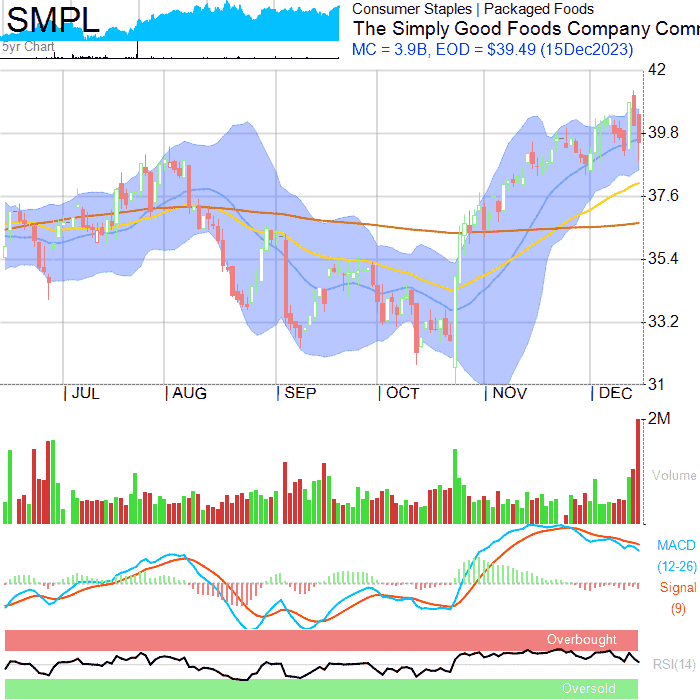 SMPL
5yr Chart
Consumer Staples | Packaged Foods
The Simply Good Foods Company Com
MC = 3.9B, EOD = $39.49 (15Dec2023)
42
39.8
37.6
35.4
33.2
31
JUL AUG SEP OCT NOV DEC
2M
Volume
MACD
(12-26)
Signal
(9)
Overbought
RSI(14)
Oversold